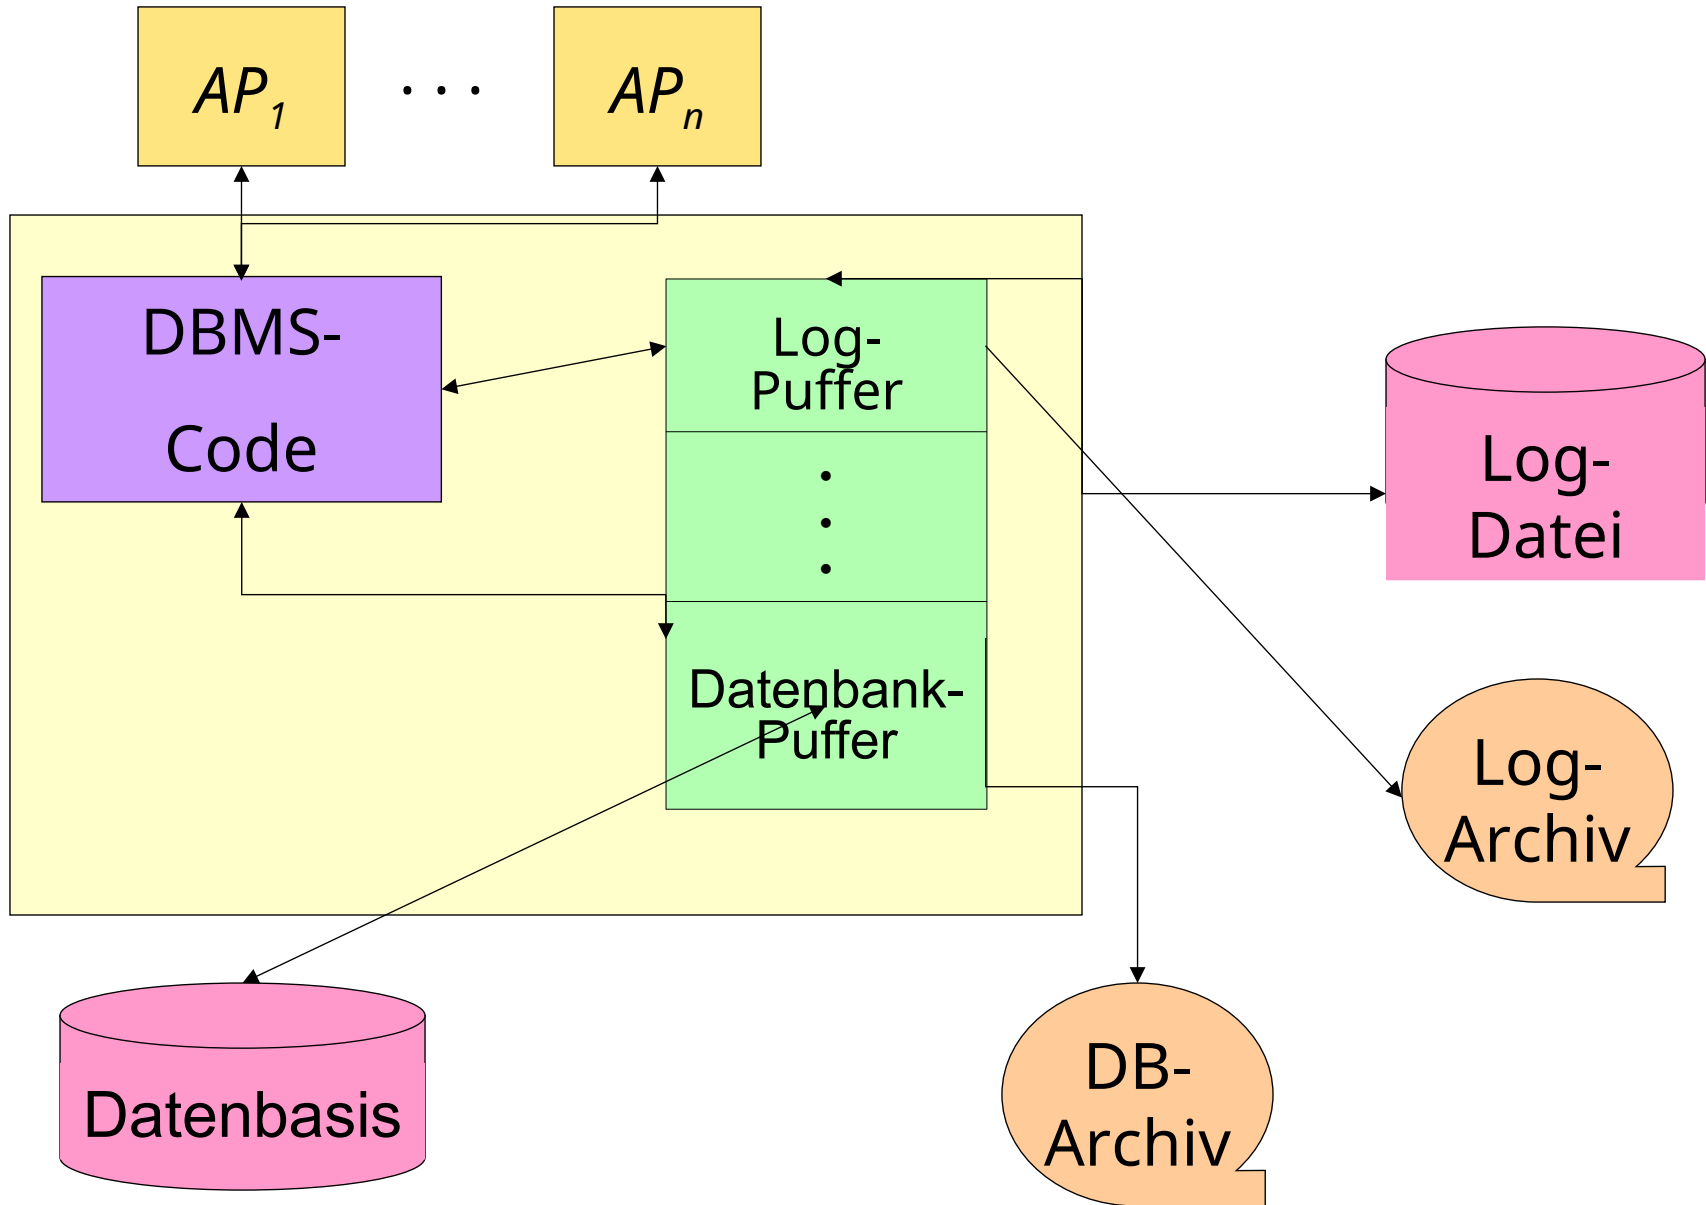 AP1 . . . APn
DBMS-
Code
Log-
Puffer
Datenbank-
Puffer
Log-
Datei
Log-
Archiv
Datenbasis
DB-
Archiv